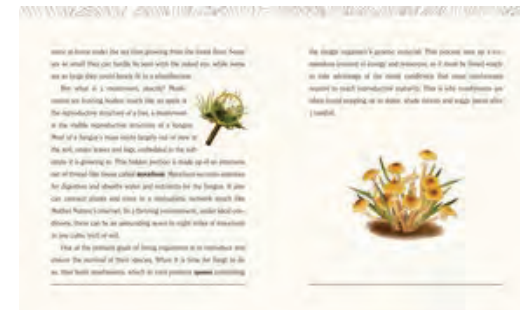 more at home under the sea than growing from the forest floor. Some
are so small they can hardly be seen with the naked eye, while some
are so large they could barely fit in a wheelbarrow.
But what is a mushroom, exactly? Mush-
rooms are fruiting bodies: much like an apple is
the reproductive structure of a tree, a mushroom
is the visible reproductive structure of a fungus.
Most of a fungus's mass exists largely out of view in
the soil, under leaves and logs, embedded in the sub-
strate it is growing in. This hidden portion is made up of an
out of thread-like tissue called mycelium. Mycelium secretes enzymes
for digestion and absorbs water and nutrients for the fungus. It also
can connect plants and trees in a mutualistic network much like
Mother Nature's internet. In a thriving environment, under ideal con-
ditions, there can be an astounding seven to eight miles of mycelium
in one cubic inch of soil.
One of the primary goals of living organisms is to reproduce and
ensure the survival of their species. When it is time for fungi to do
so, they build mushrooms, which in turn produce spores containing
the fungal organism's genetic material. This process uses up a tre-
mendous amount of energy and resources, so it must be timed
to take advantage of the moist conditions that most mushrooms
require to reach reproductive maturity. This is why mushrooms are
often found popping up in moist, shady forests and soggy lawns after
a rainfall.